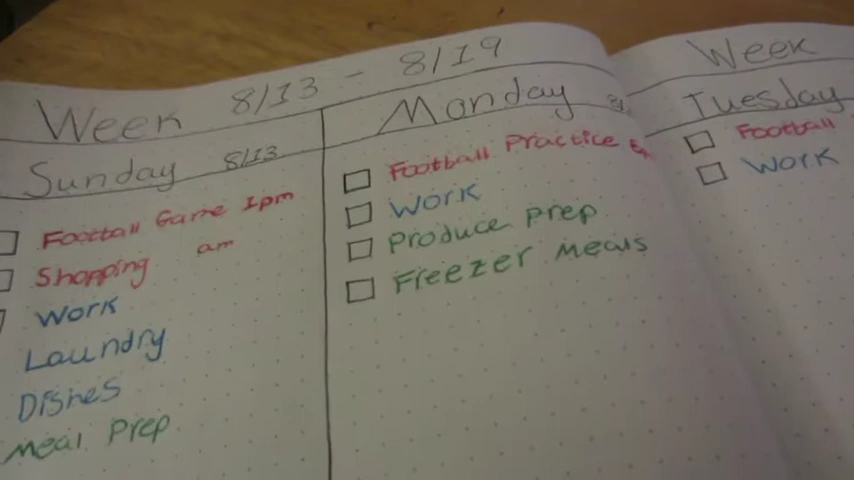 Week 8/13 - 8/19
Sunday 8/13
Football Game 1pm
Shopping am
Work
Laundry
Dishes
Meal Prep
Monday
Football Practice
Work
Produce Prep
Freezer Meals
Week
Tuesday
Football
Work